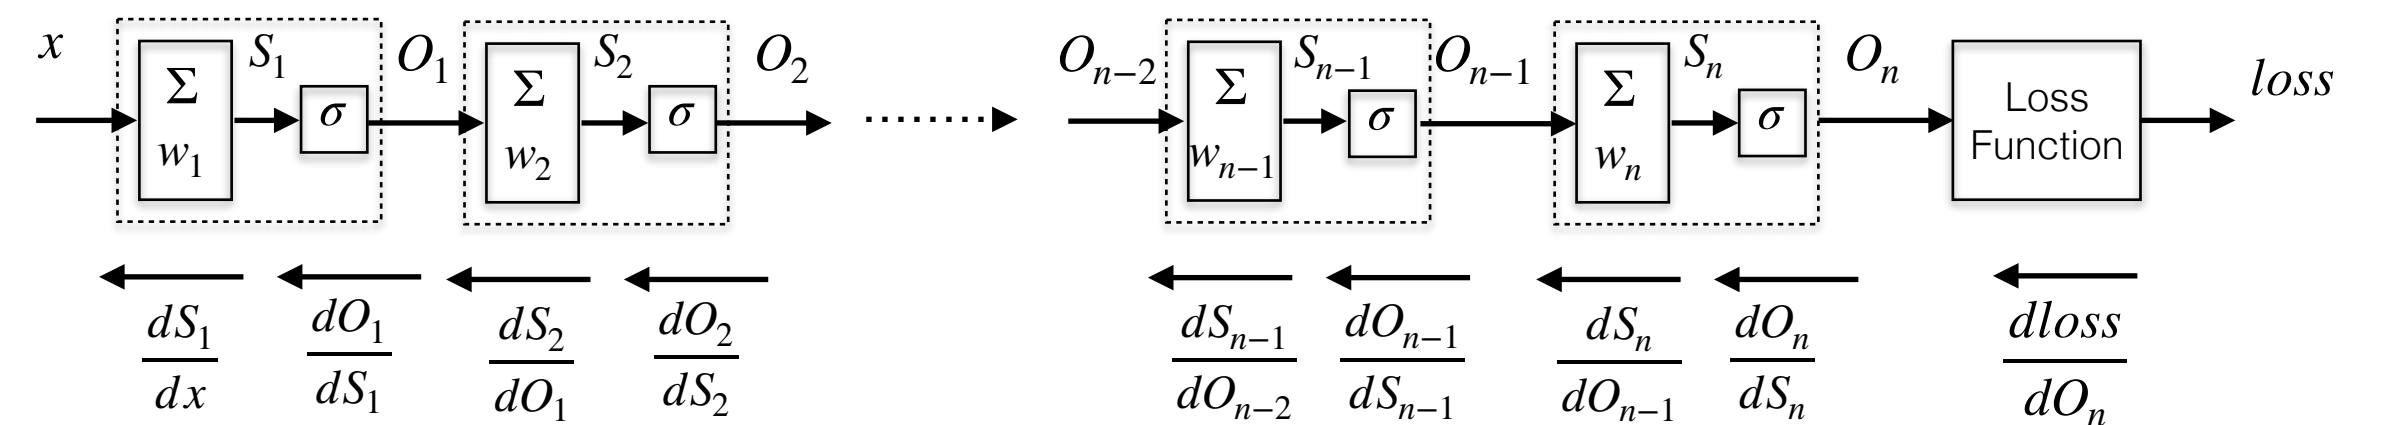 x S₁ O₁ S₂ O₂ Oₙ₋₂ Sₙ₋₁ Oₙ₋₁ Sₙ Oₙ loss
Σ σ Σ σ Σ σ Σ σ Loss
w₁ w₂ wₙ₋₁ wₙ Function
dS₁ dO₁ dS₂ dO₂ dSₙ₋₁ dOₙ₋₁ dSₙ dOₙ dloss
dx dS₁ dO₁ dS₂ dOₙ₋₂ dSₙ₋₁ dOₙ₋₁ dSₙ dOₙ